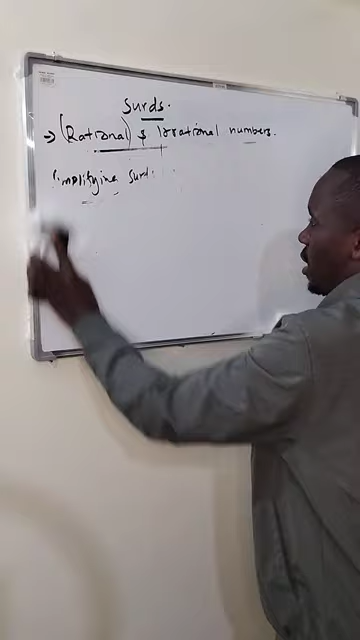 Surds.
→ (Rational) & Irrational numbers.
Simplifying Surds